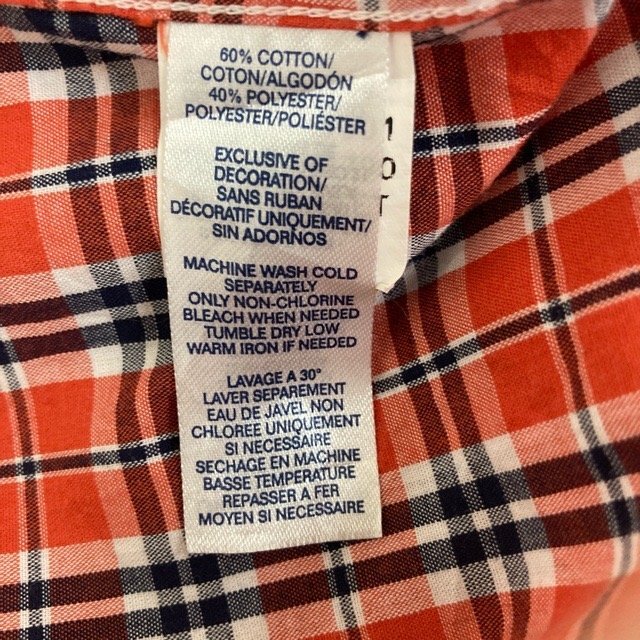 60% COTTON/
COTON/ALGODÓN
40% POLYESTER/
POLYESTER/POLIÉSTER
EXCLUSIVE OF
DECORATION/
SANS RUBAN
DÉCORATIF UNIQUEMENT/
SIN ADORÑOS
MACHINE WASH COLD
SEPARATELY
ONLY NON-CHLORINE
BLEACH WHEN NEEDED
TUMBLE DRY LOW
WARM IRON IF NEEDED
LAVAGE A 30°
LAVER SEPAREMENT
EAU DE JAVEL NON
CHLOREE UNIQUEMENT
SI NECESSAIRE
SECHAGE EN MACHINE
BASSE TEMPERATURE
REPASSER A FER
MOYEN SI NECESSAIRE